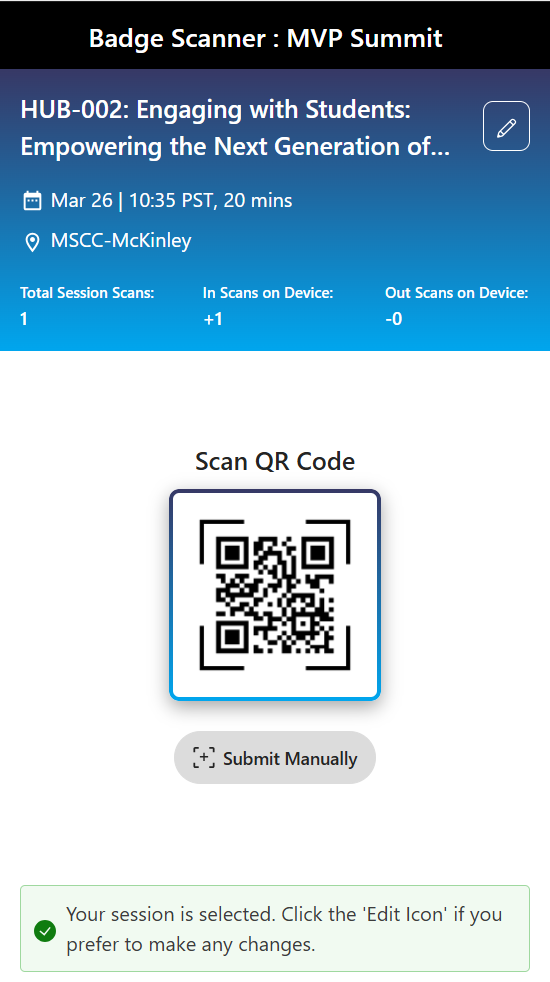 Badge Scanner : MVP Summit
HUB-002: Engaging with Students:
Empowering the Next Generation of...
Mar 26 | 10:35 PST, 20 mins
MSCC-McKinley
Total Session Scans:
1
In Scans on Device:
+1
Out Scans on Device:
-0
Scan QR Code
Submit Manually
Your session is selected. Click the 'Edit Icon' if you
prefer to make any changes.